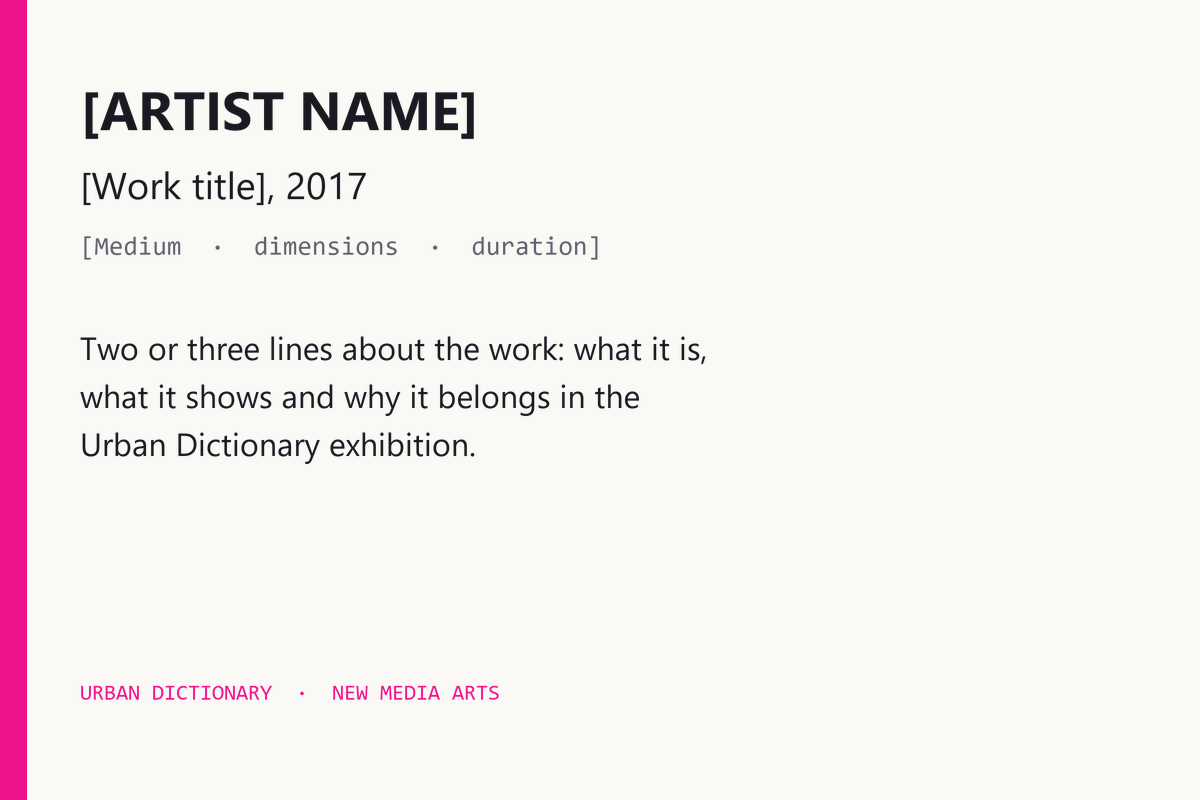 [ARTIST NAME]
[Work title], 2017
[Medium · dimensions · duration]
Two or three lines about the work: what it is,
what it shows and why it belongs in the
Urban Dictionary exhibition.
URBAN DICTIONARY · NEW MEDIA ARTS